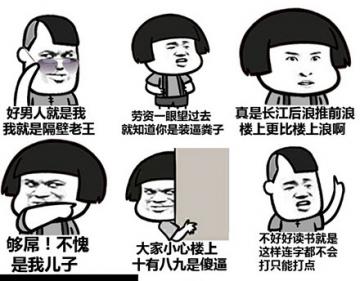 好男人就是我
我就是隔壁老王
劳资一眼望过去
就知道你是装逼粪子
真是长江后浪推前浪
楼上更比楼上浪啊
够屌！不愧
是我儿子
大家小心楼上
十有八九是傻逼
不好好读书就是
这样连字都不会
打只能打点